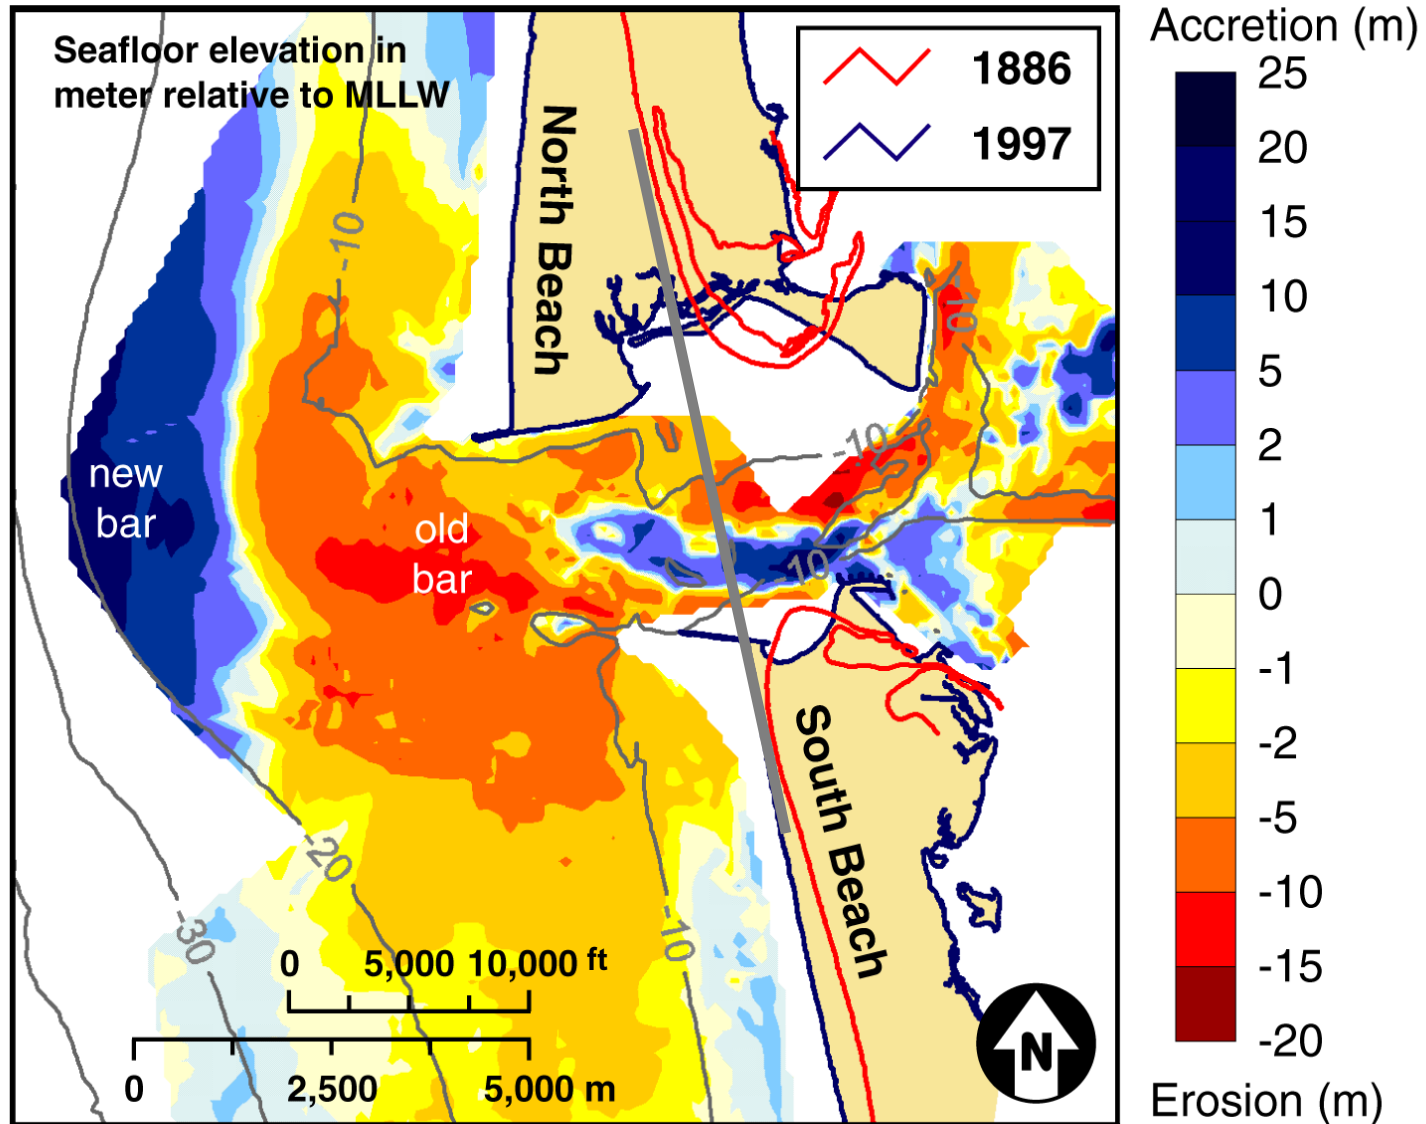 Seafloor elevation in
meter relative to MLLW
1886
1997
North Beach
South Beach
new
bar
old
bar
-10
-10
-10
-10
-10
-20
-30
0 5,000 10,000 ft
0 2,500 5,000 m
N
Accretion (m)
25
20
15
10
5
2
1
0
-1
-2
-5
-10
-15
-20
Erosion (m)